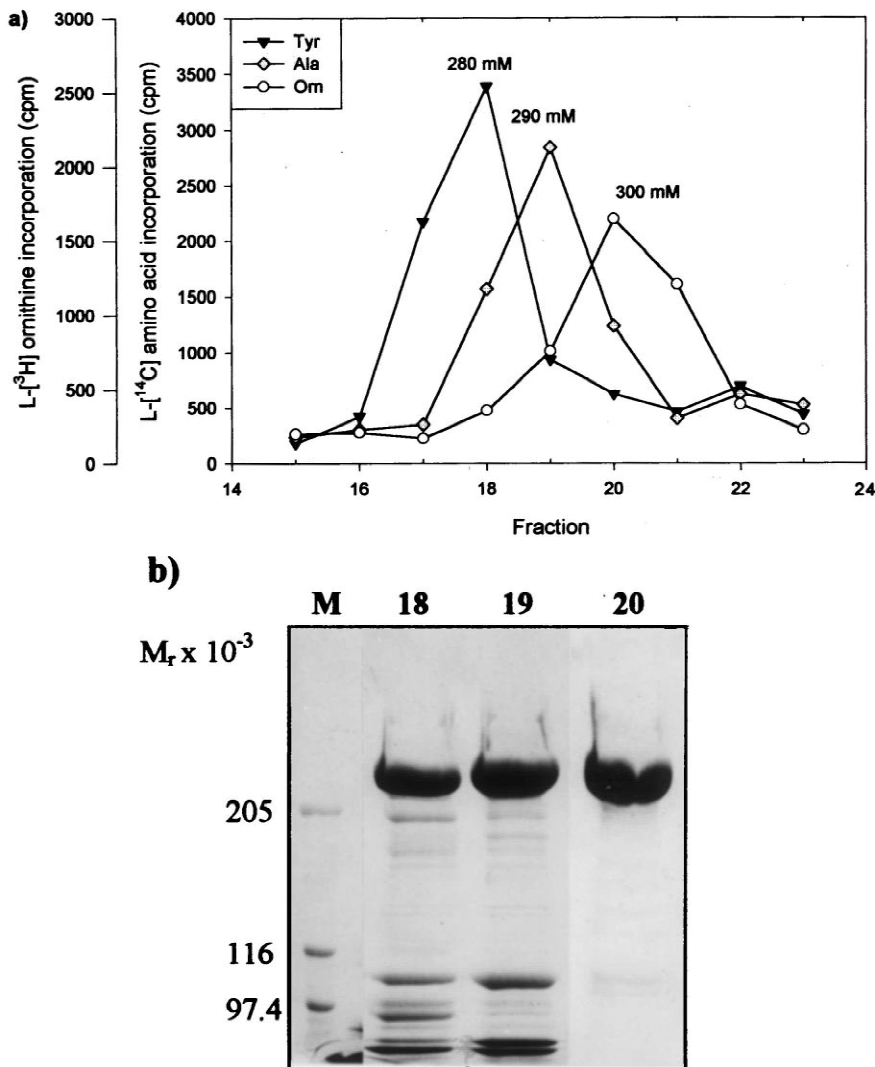 a)
L-[³H] ornithine incorporation (cpm)
3000
2500
2000
1500
1000
500
0
L-[¹⁴C] amino acid incorporation (cpm)
4000
3500
3000
2500
2000
1500
1000
500
0
Tyr
Ala
Orn
280 mM
290 mM
300 mM
14 16 18 20 22 24
Fraction
b)
M 18 19 20
Mᵣ x 10⁻³
205
116
97.4